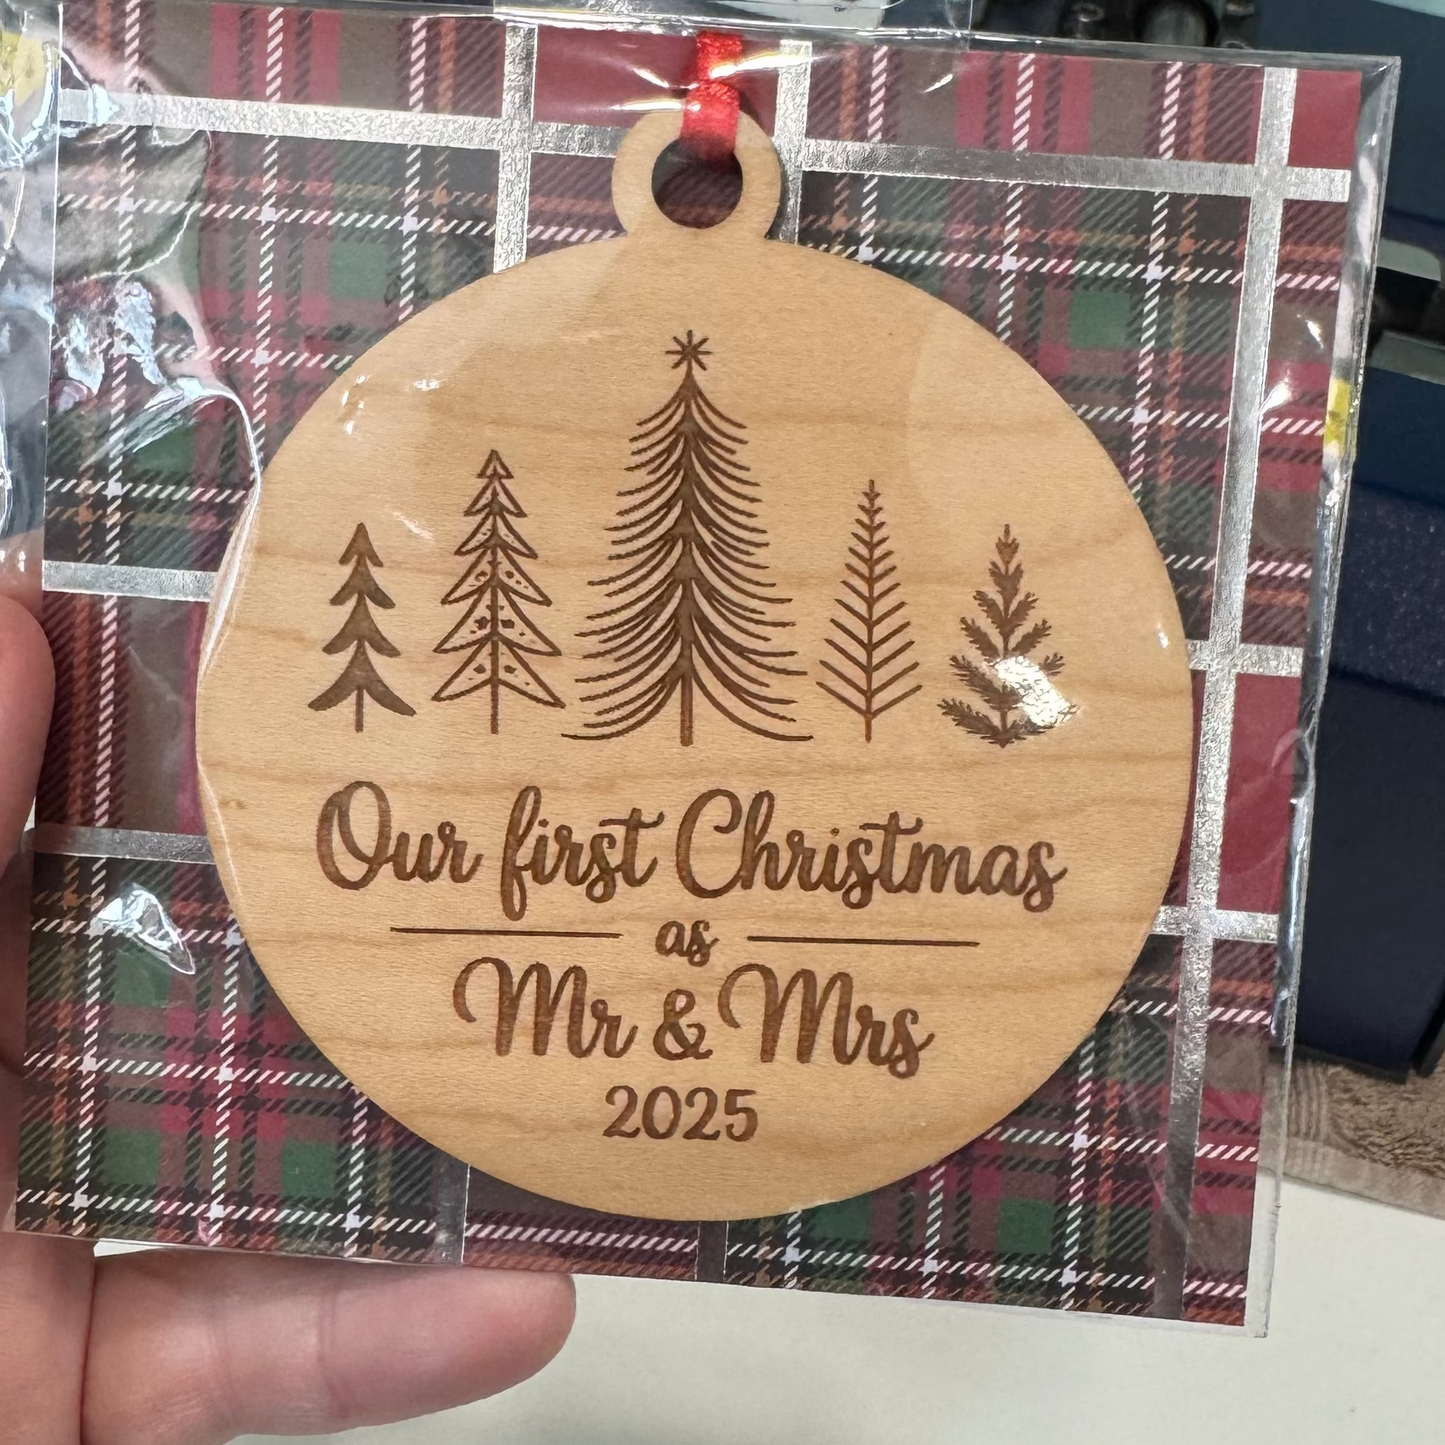 Our first Christmas
as
Mr & Mrs
2025